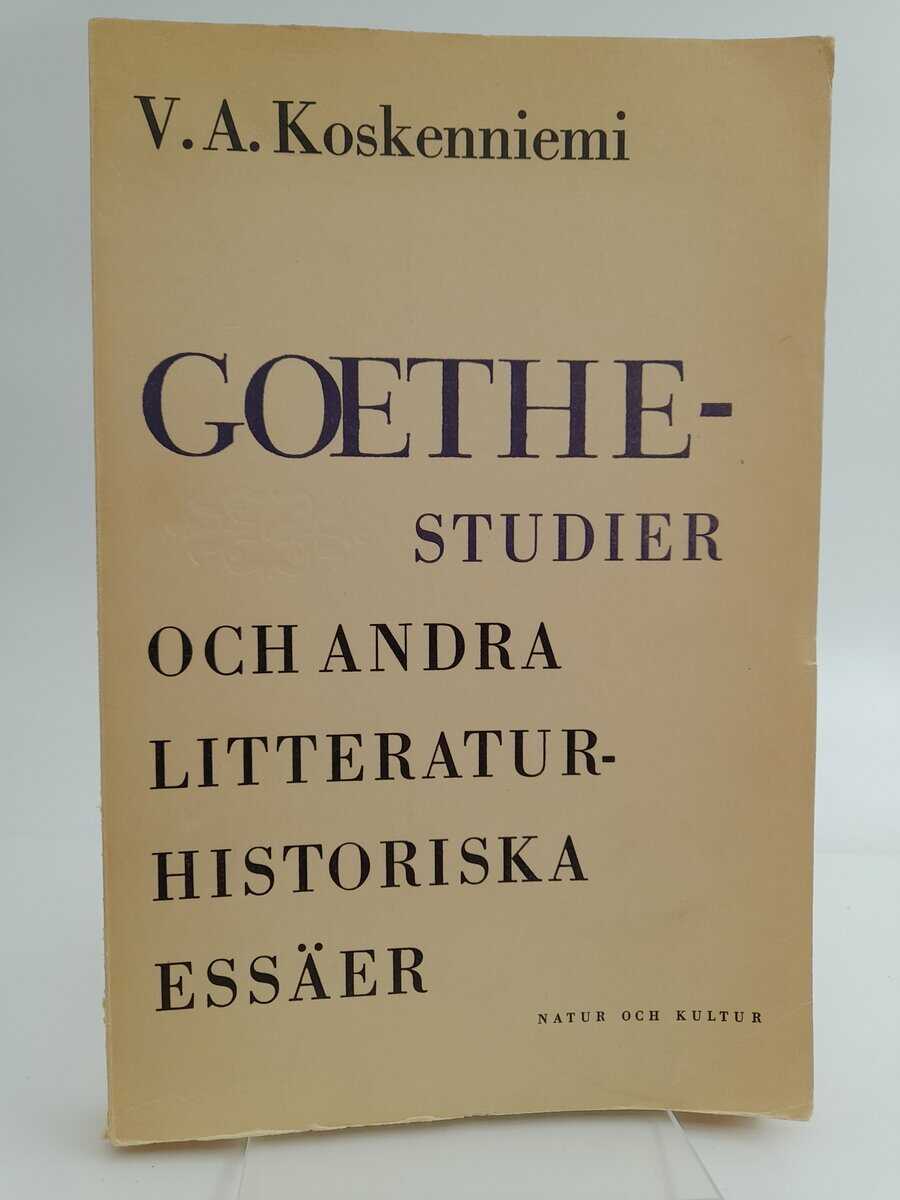 V. A. Koskenniemi
GOETHE-
STUDIER
OCH ANDRA
LITTERATUR-
HISTORISKA
ESSÄER
NATUR OCH KULTUR